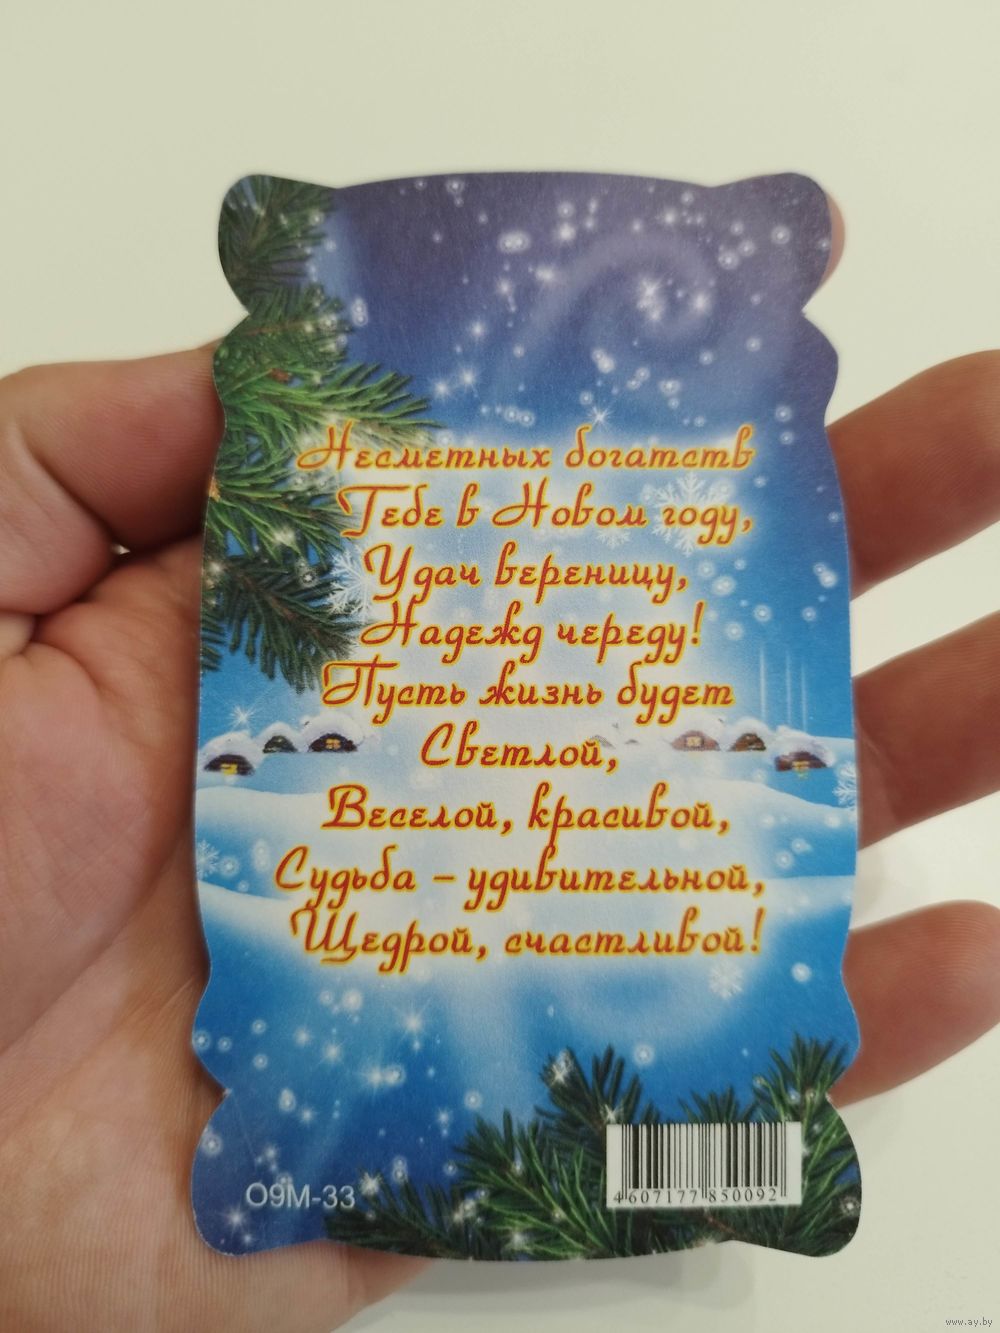 Несметных богатств
Тебе в Новом году,
Удач вереницу,
Надежд череду!
Пусть жизнь будет
Светлой,
Веселой, красивой,
Судьба – удивительной,
Щедрой, счастливой!
О9М-33
4607177850092
www.ay.by